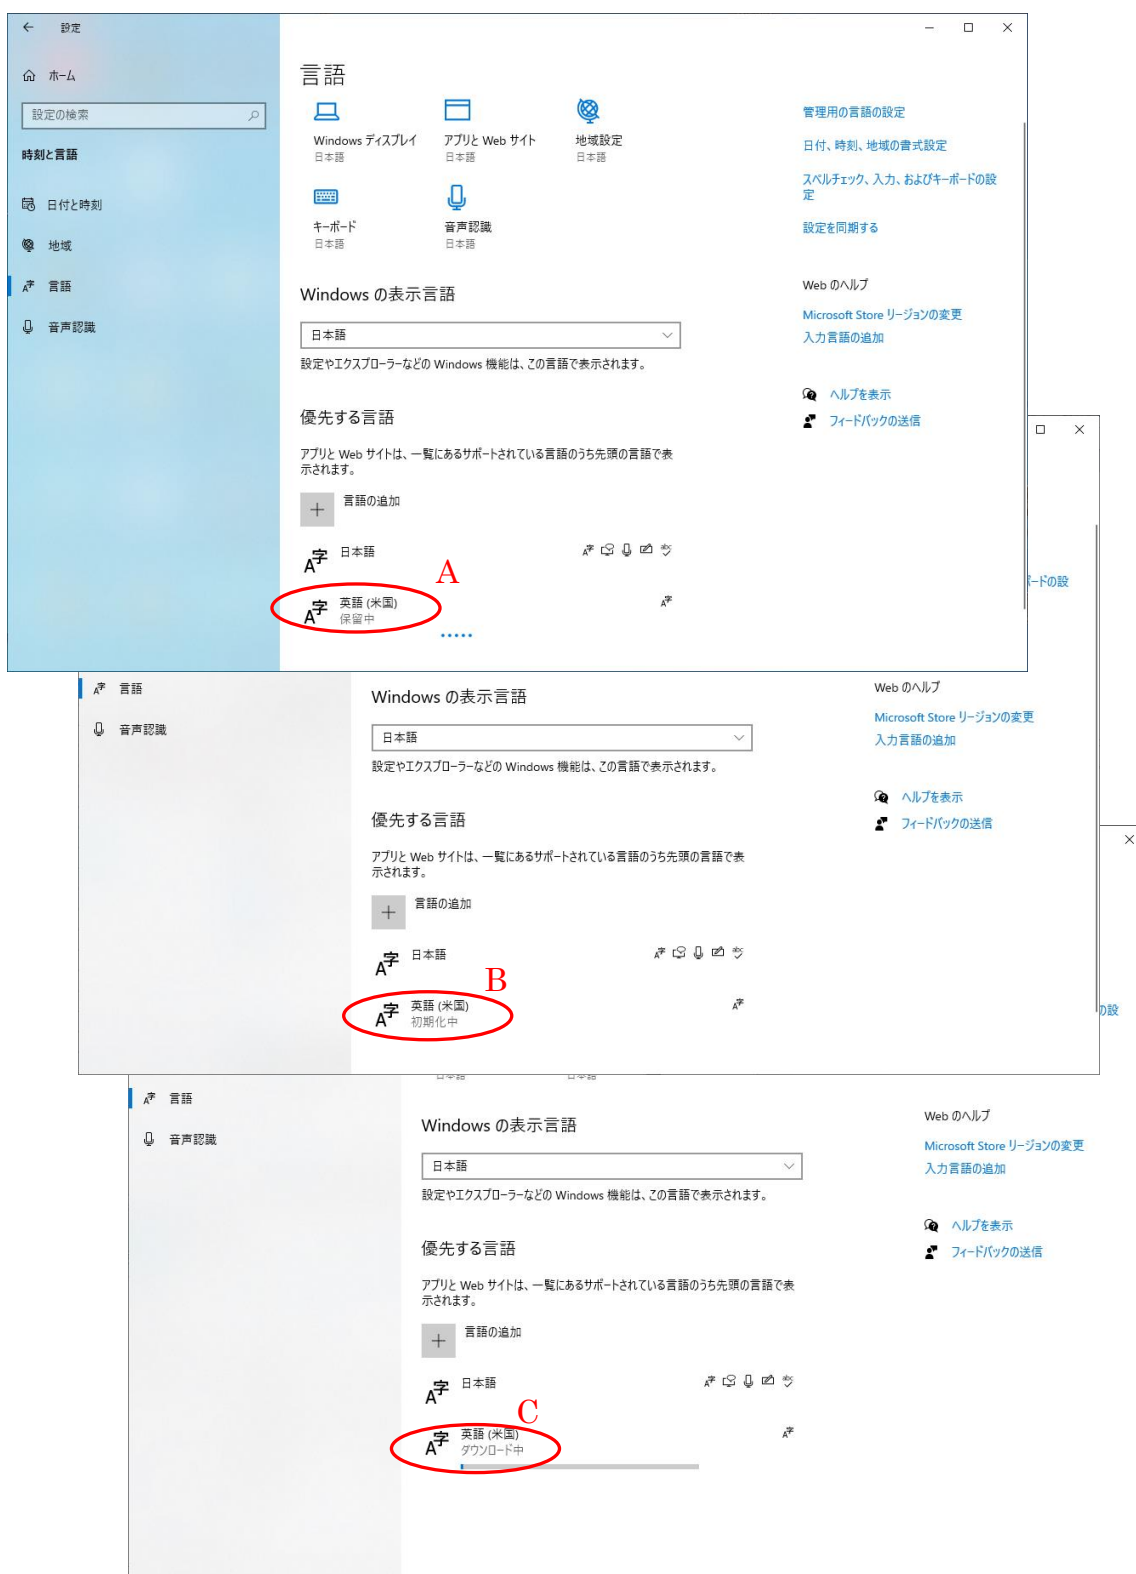 設定
ホーム
設定の検索
時刻と言語
日付と時刻
地域
言語
音声認識
言語
Windows ディスプレイ
日本語
アプリと Web サイト
日本語
地域設定
日本語
キーボード
日本語
音声認識
日本語
Windows の表示言語
日本語
設定やエクスプローラーなどの Windows 機能は、この言語で表示されます。
優先する言語
アプリと Web サイトは、一覧にあるサポートされている言語のうち先頭の言語で表
示されます。
言語の追加
日本語
A
英語 (米国)
保留中
管理用の言語の設定
日付、時刻、地域の書式設定
スペルチェック、入力、およびキーボードの設
定
設定を同期する
Web のヘルプ
Microsoft Store リージョンの変更
入力言語の追加
ヘルプを表示
フィードバックの送信
ードの設
言語
音声認識
Windows の表示言語
日本語
設定やエクスプローラーなどの Windows 機能は、この言語で表示されます。
優先する言語
アプリと Web サイトは、一覧にあるサポートされている言語のうち先頭の言語で表
示されます。
言語の追加
日本語
B
英語 (米国)
初期化中
Web のヘルプ
Microsoft Store リージョンの変更
入力言語の追加
ヘルプを表示
フィードバックの送信
の設
言語
音声認識
Windows の表示言語
日本語
設定やエクスプローラーなどの Windows 機能は、この言語で表示されます。
優先する言語
アプリと Web サイトは、一覧にあるサポートされている言語のうち先頭の言語で表
示されます。
言語の追加
日本語
C
英語 (米国)
ダウンロード中
Web のヘルプ
Microsoft Store リージョンの変更
入力言語の追加
ヘルプを表示
フィードバックの送信